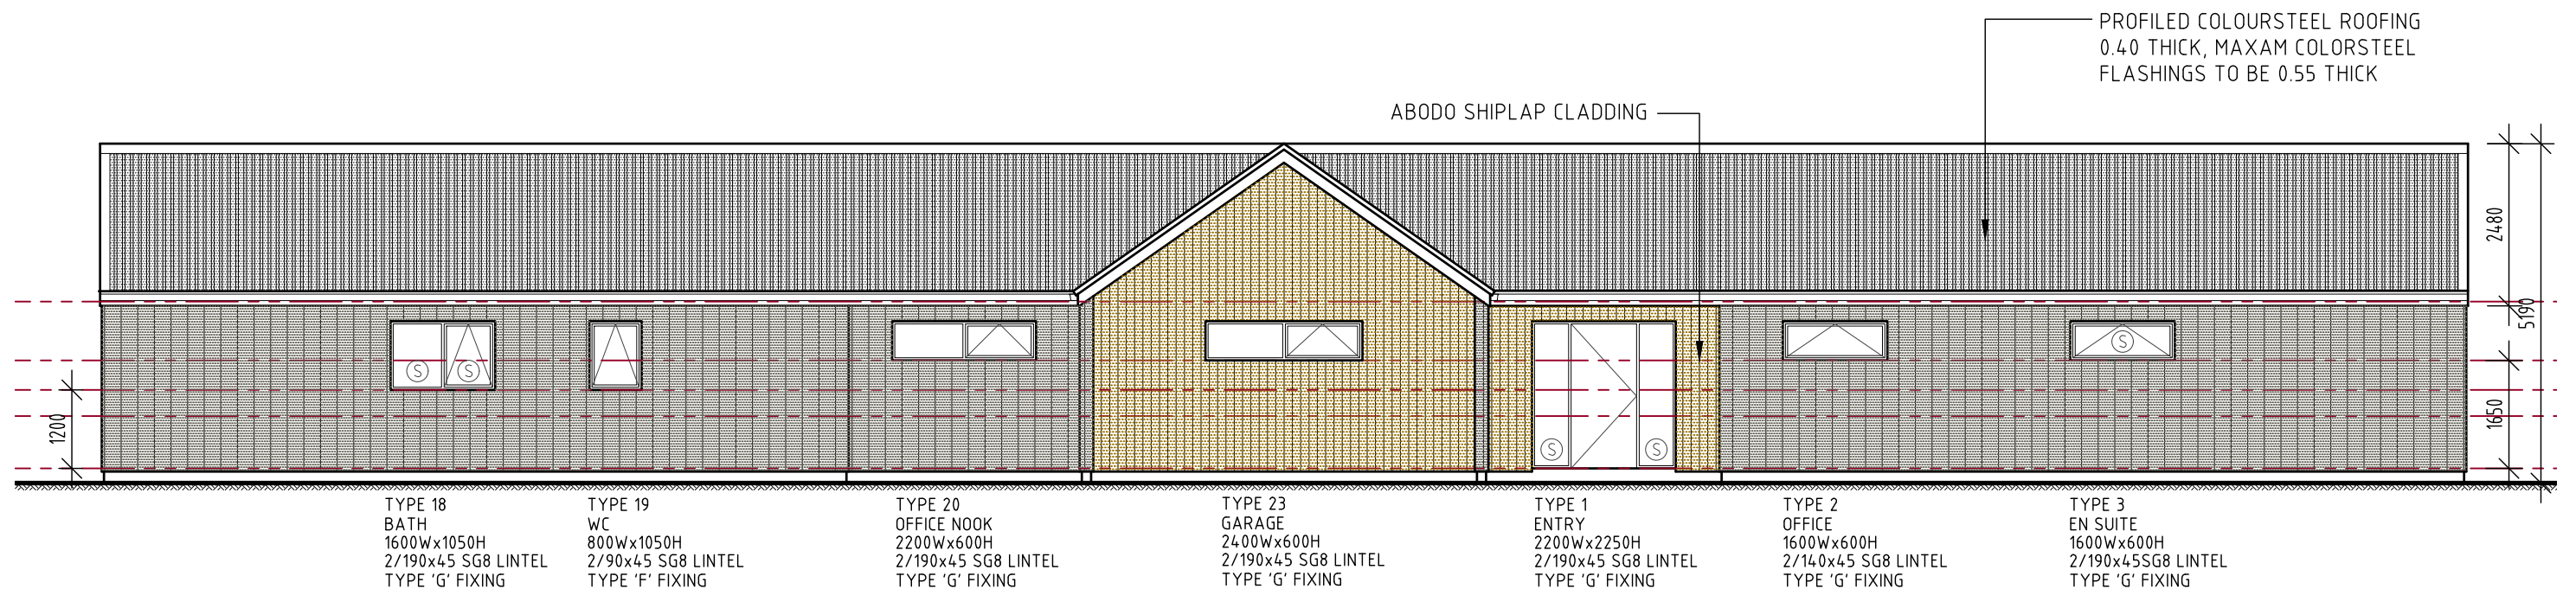 PROFILED COLOURSTEEL ROOFING
0.40 THICK, MAXAM COLORSTEEL
FLASHINGS TO BE 0.55 THICK
ABODO SHIPLAP CLADDING
2480
5190
1650
1200
S
S
S
S
S
TYPE 18
BATH
1600Wx1050H
2/190x45 SG8 LINTEL
TYPE 'G' FIXING
TYPE 19
WC
800Wx1050H
2/90x45 SG8 LINTEL
TYPE 'F' FIXING
TYPE 20
OFFICE NOOK
2200Wx600H
2/190x45 SG8 LINTEL
TYPE 'G' FIXING
TYPE 23
GARAGE
2400Wx600H
2/190x45 SG8 LINTEL
TYPE 'G' FIXING
TYPE 1
ENTRY
2200Wx2250H
2/190x45 SG8 LINTEL
TYPE 'G' FIXING
TYPE 2
OFFICE
1600Wx600H
2/140x45 SG8 LINTEL
TYPE 'G' FIXING
TYPE 3
EN SUITE
1600Wx600H
2/190x45SG8 LINTEL
TYPE 'G' FIXING